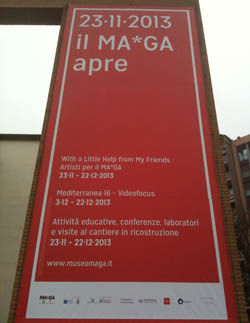 23·11·2013
il MA*GA
apre
With a Little Help from My Friends
Artisti per il MA*GA
23-11 – 22-12-2013
Mediterranea 16 - Videofocus
3-12 – 22-12-2013
Attività educative, conferenze, laboratori
e visite al cantiere in ricostruzione
23-11 – 22-12-2013
www.museomaga.it
MA*GA